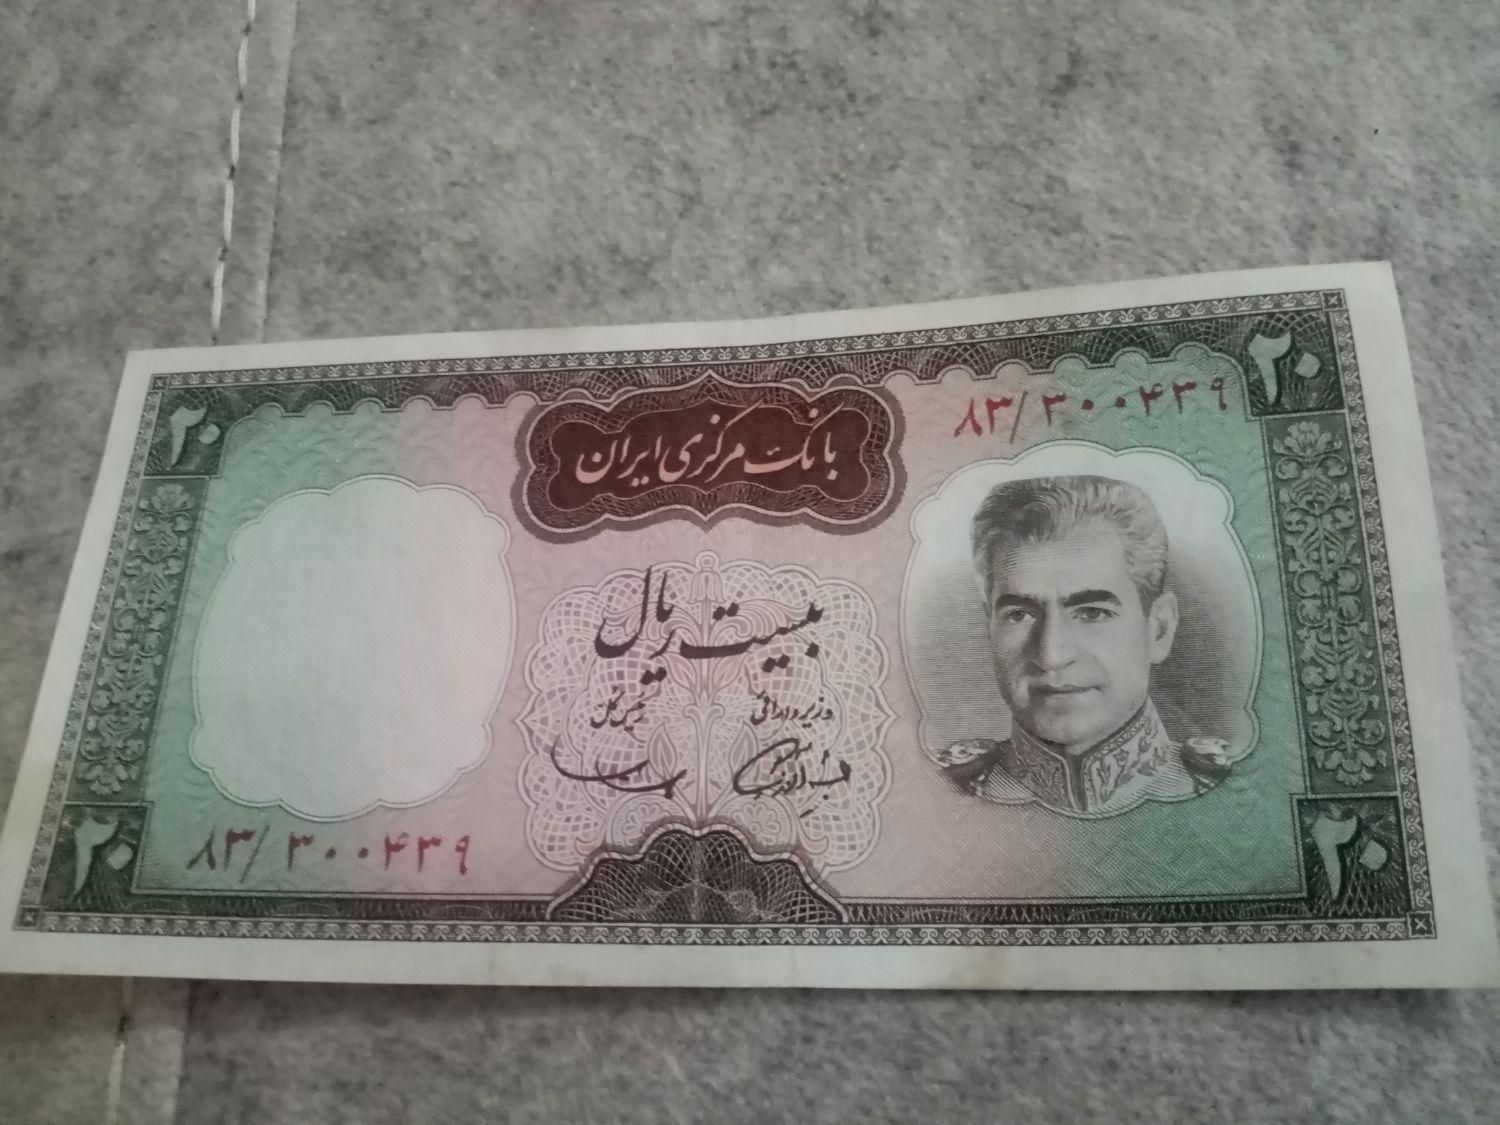 ۲۰
۲۰
بانک مرکزی ایران
۸۳/۳۰۰۴۳۹
بیست ریال
وزیر دارائی
رئیس کل
۸۳/۳۰۰۴۳۹
۲۰
۲۰